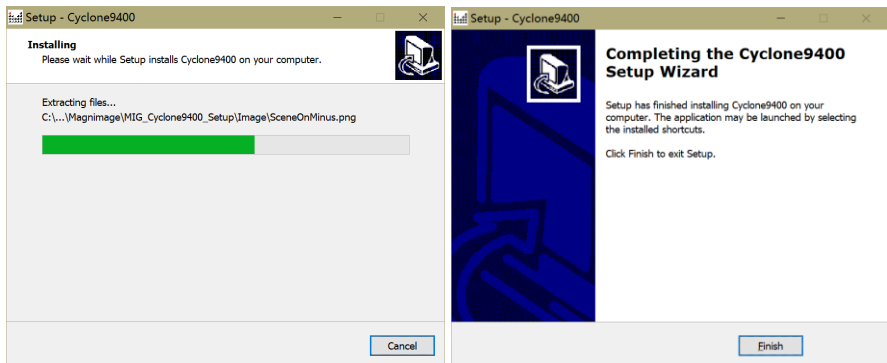 Setup - Cyclone9400
Installing
Please wait while Setup installs Cyclone9400 on your computer.
Extracting files...
C:\...\Magnimage\MIG_Cyclone9400_Setup\Image\SceneOnMinus.png
Cancel
Setup - Cyclone9400
Completing the Cyclone9400
Setup Wizard
Setup has finished installing Cyclone9400 on your
computer. The application may be launched by selecting
the installed shortcuts.
Click Finish to exit Setup.
Finish